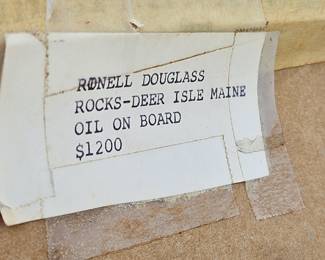 RONELL DOUGLASS
ROCKS-DEER ISLE MAINE
OIL ON BOARD
$1200